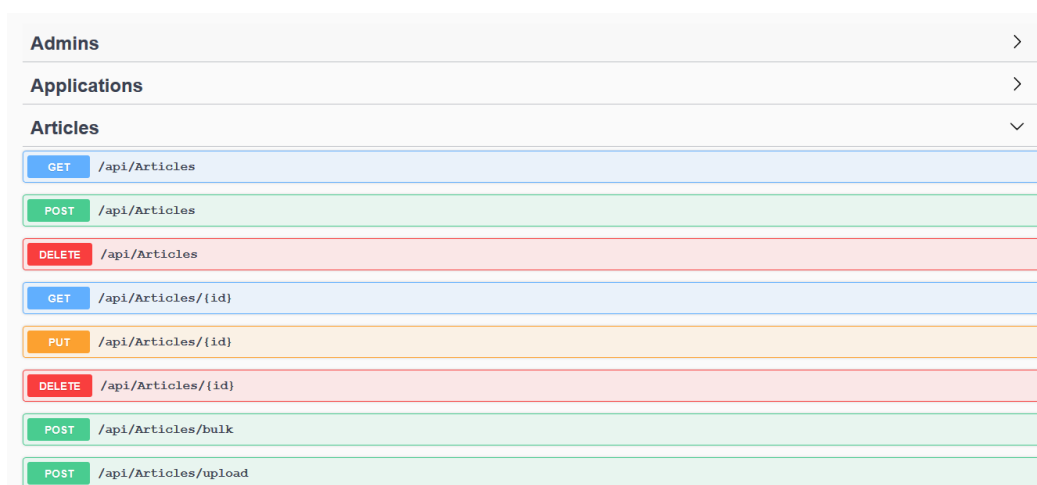 Admins
Applications
Articles
GET /api/Articles
POST /api/Articles
DELETE /api/Articles
GET /api/Articles/{id}
PUT /api/Articles/{id}
DELETE /api/Articles/{id}
POST /api/Articles/bulk
POST /api/Articles/upload